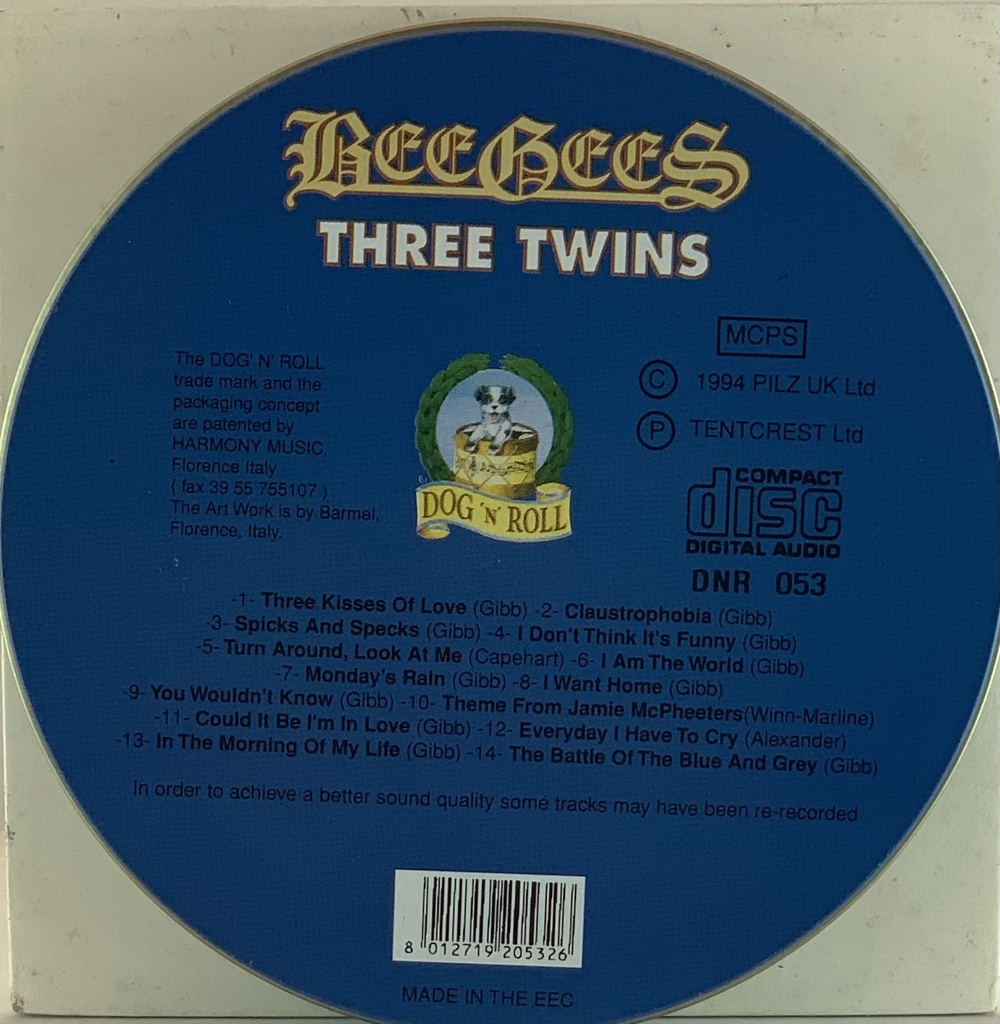 BEE GEES
THREE TWINS
The DOG' N' ROLL
trade mark and the
packaging concept
are patented by
HARMONY MUSIC,
Florence Italy
( fax 39 55 755107 )
The Art Work is by Barmel,
Florence, Italy.
DOG 'N' ROLL
MCPS
© 1994 PILZ UK Ltd
Ⓟ TENTCREST Ltd
COMPACT
disc
DIGITAL AUDIO
DNR 053
-1- Three Kisses Of Love (Gibb) -2- Claustrophobia (Gibb)
-3- Spicks And Specks (Gibb) -4- I Don't Think It's Funny (Gibb)
-5- Turn Around, Look At Me (Capehart) -6- I Am The World (Gibb)
-7- Monday's Rain (Gibb) -8- I Want Home (Gibb)
-9- You Wouldn't Know (Gibb) -10- Theme From Jamie McPheeters(Winn-Marline)
-11- Could It Be I'm In Love (Gibb) -12- Everyday I Have To Cry (Alexander)
-13- In The Morning Of My Life (Gibb) -14- The Battle Of The Blue And Grey (Gibb)
In order to achieve a better sound quality some tracks may have been re-recorded
8 012719 205326
MADE IN THE EEC